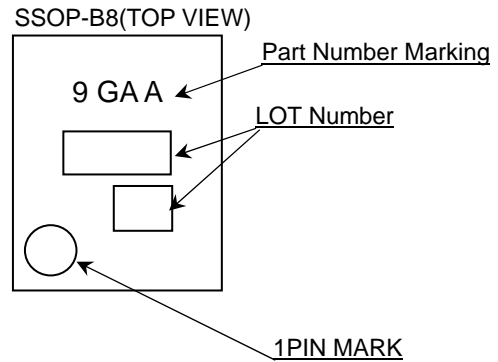 SSOP-B8(TOP VIEW)
Part Number Marking
9 GA A
LOT Number
1PIN MARK